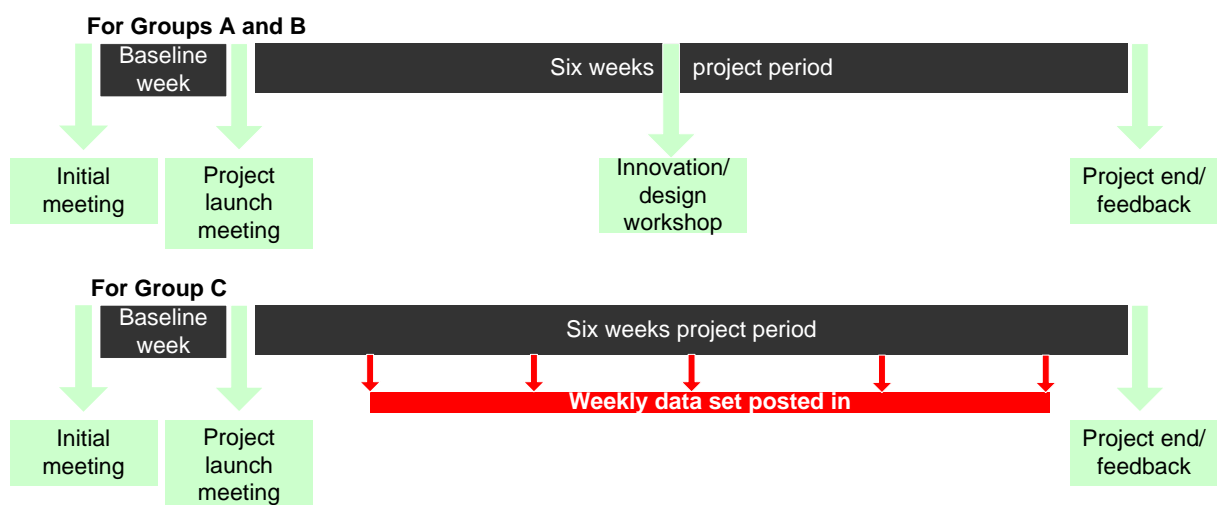 For Groups A and B
Baseline
week
Six weeks project period
Initial
meeting
Project
launch
meeting
Innovation/
design
workshop
Project end/
feedback
For Group C
Baseline
week
Six weeks project period
Weekly data set posted in
Initial
meeting
Project
launch
meeting
Project end/
feedback